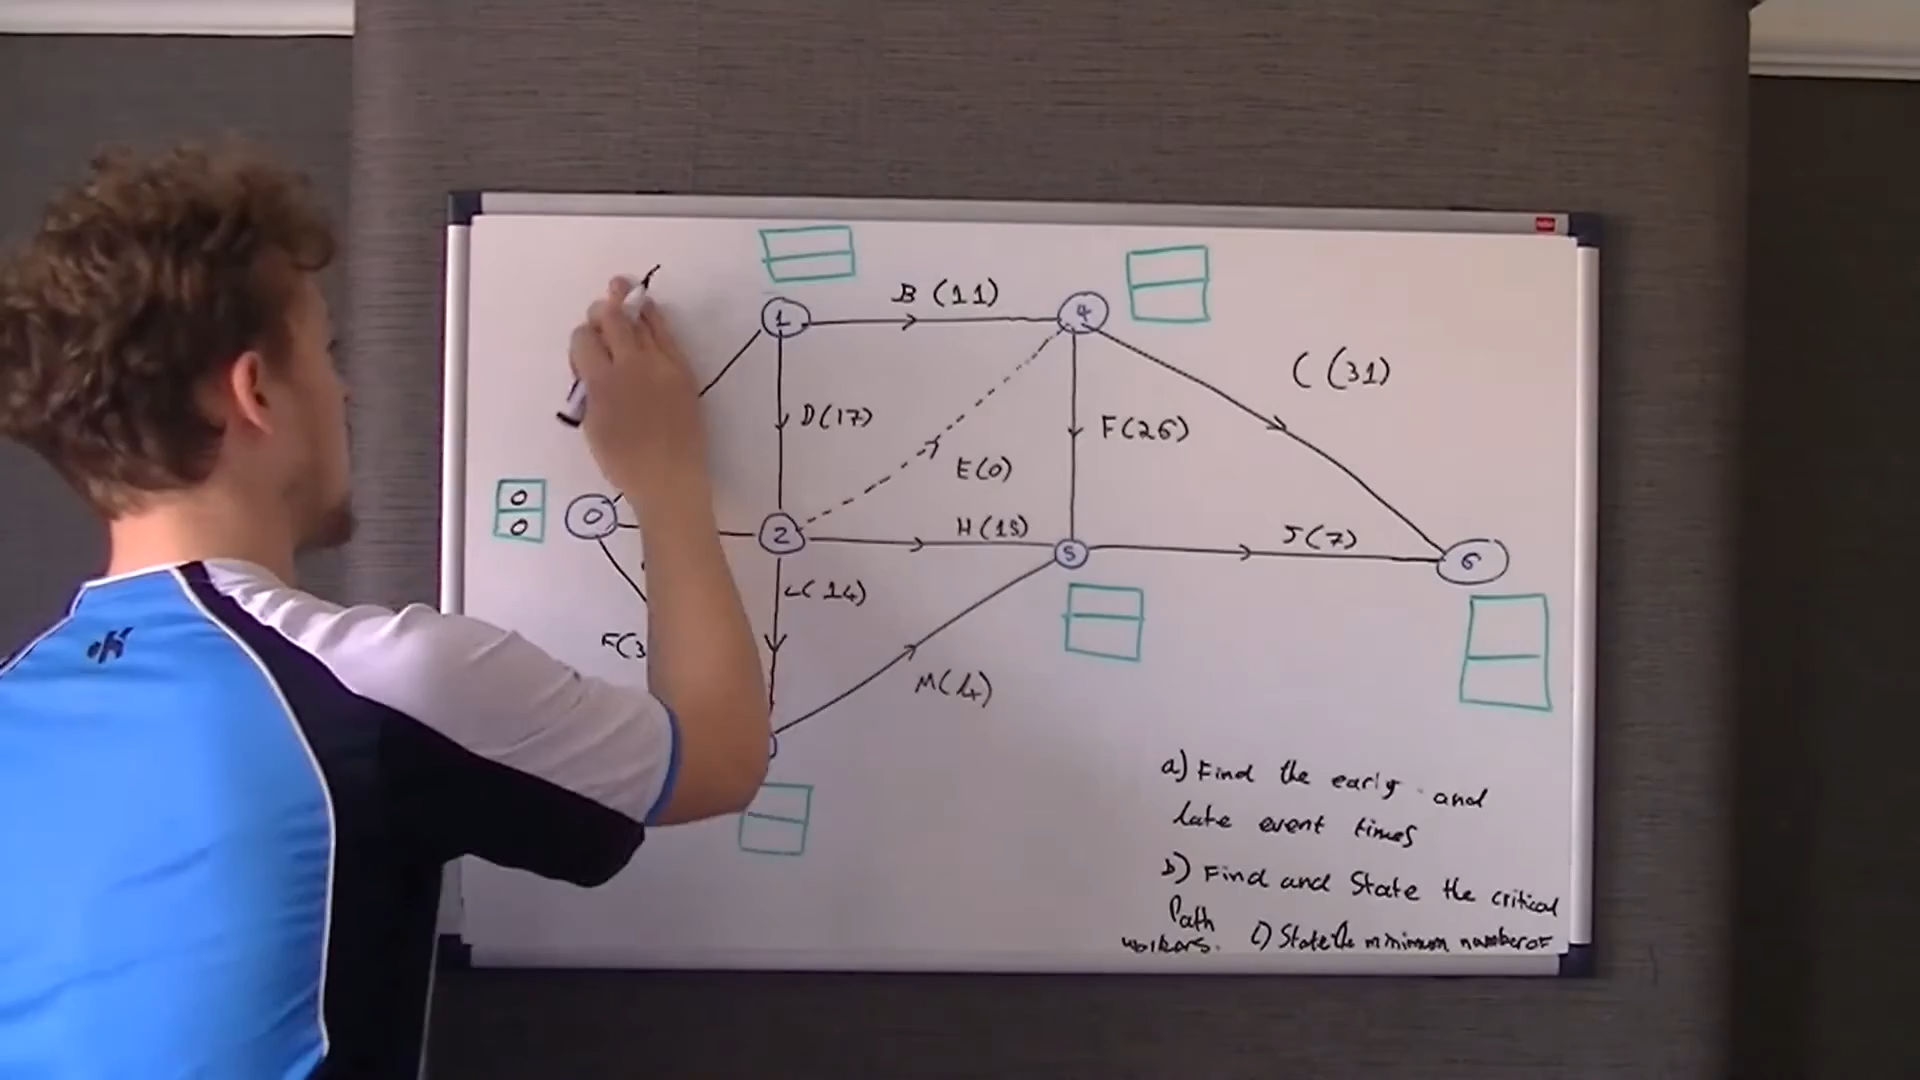 1
B (11)
4
C (31)
D(17)
F(26)
E(0)
0
0
0
2
H(15)
5
J(7)
6
L(14)
M(4)
a) Find the early and
late event times
b) Find and State the critical
Path
workers. c) State the minimum number of